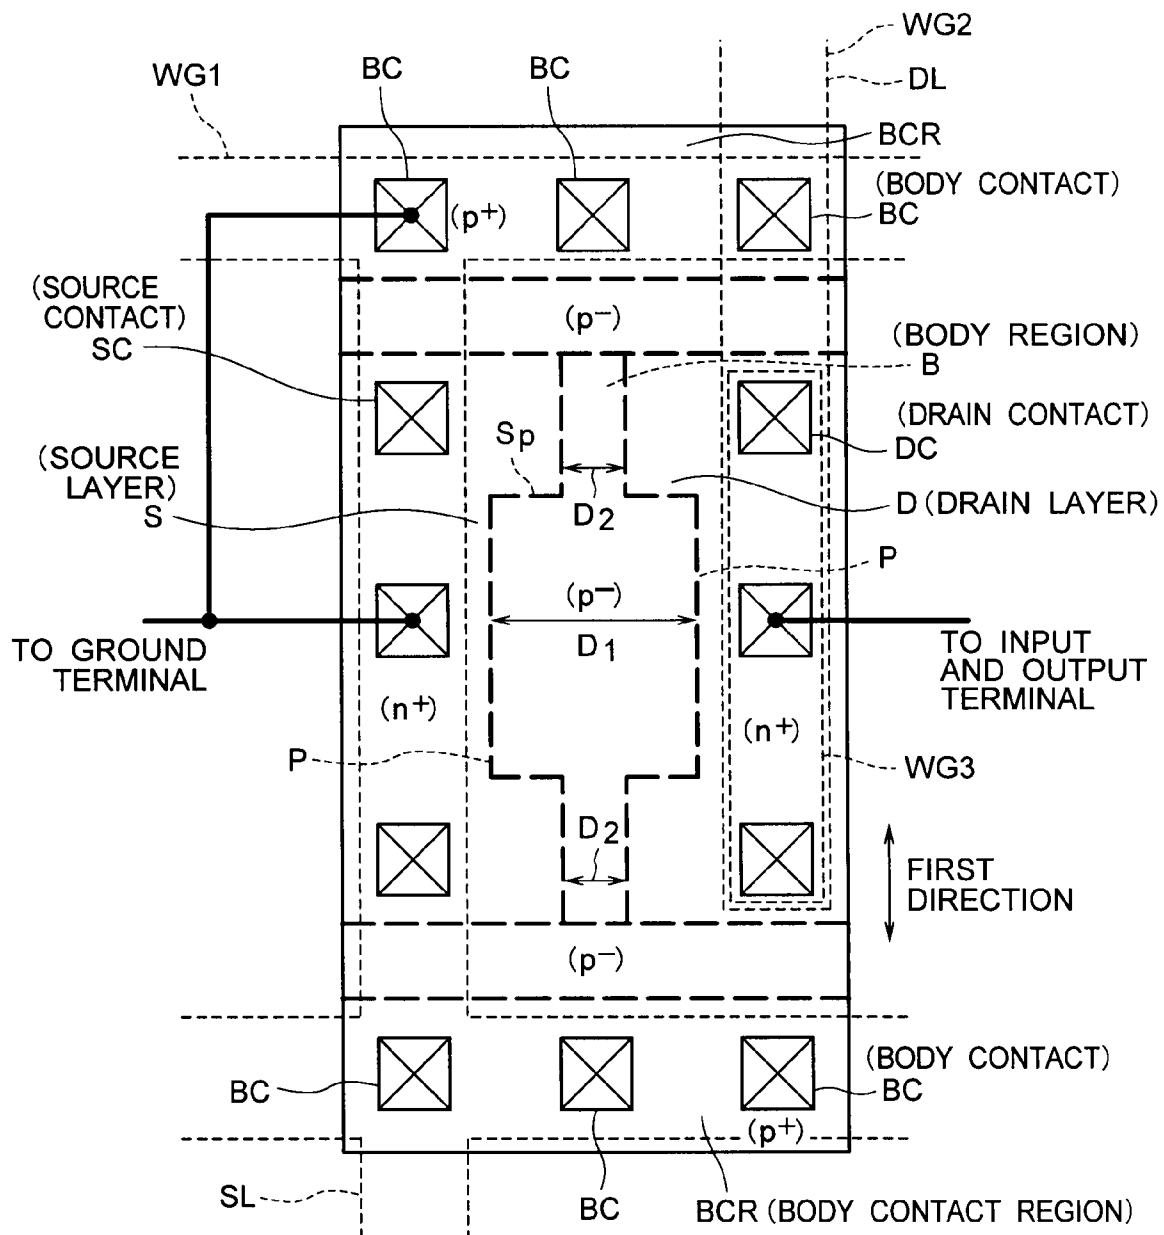 WG2
BC
BC
WG1
DL
BCR
(BODY CONTACT)
BC
(p+)
(SOURCE
CONTACT)
SC
(p−)
(BODY REGION)
B
(DRAIN CONTACT)
DC
Sp
(SOURCE
LAYER)
S
D2
D (DRAIN LAYER)
P
(p−)
D1
TO GROUND
TERMINAL
TO INPUT
AND OUTPUT
TERMINAL
(n+)
(n+)
P
WG3
D2
FIRST
DIRECTION
(p−)
(BODY CONTACT)
BC
BC
(p+)
SL
BC
BCR (BODY CONTACT REGION)